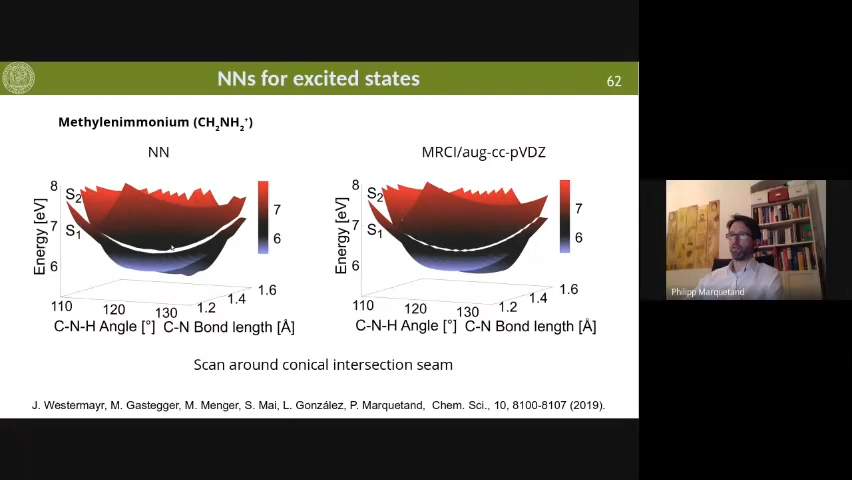 NNs for excited states
62
Methylenimmonium (CH2NH2+)
NN
MRCI/aug-cc-pVDZ
8
7
6
Energy [eV]
S2
S1
7
6
110
120
130
1.2
1.4
1.6
C-N-H Angle [°]
C-N Bond length [Å]
8
7
6
Energy [eV]
S2
S1
7
6
110
120
130
1.2
1.4
1.6
C-N-H Angle [°]
C-N Bond length [Å]
Scan around conical intersection seam
J. Westermayr, M. Gastegger, M. Menger, S. Mai, L. González, P. Marquetand, Chem. Sci., 10, 8100-8107 (2019).
Philipp Marquetand